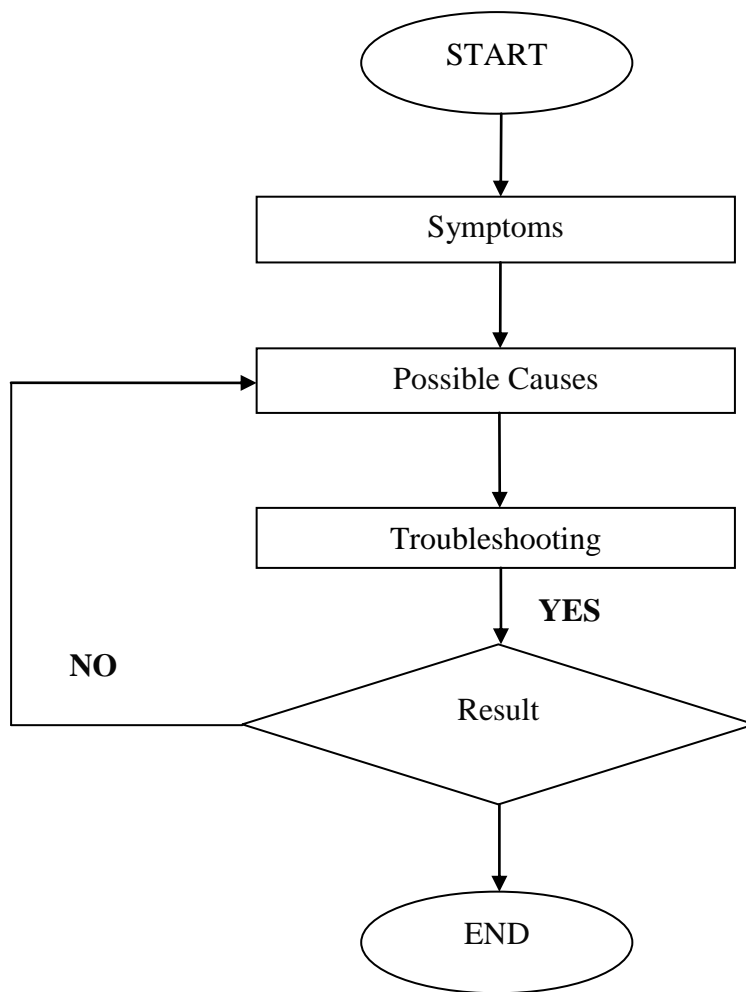 START
Symptoms
Possible Causes
Troubleshooting
YES
NO
Result
END